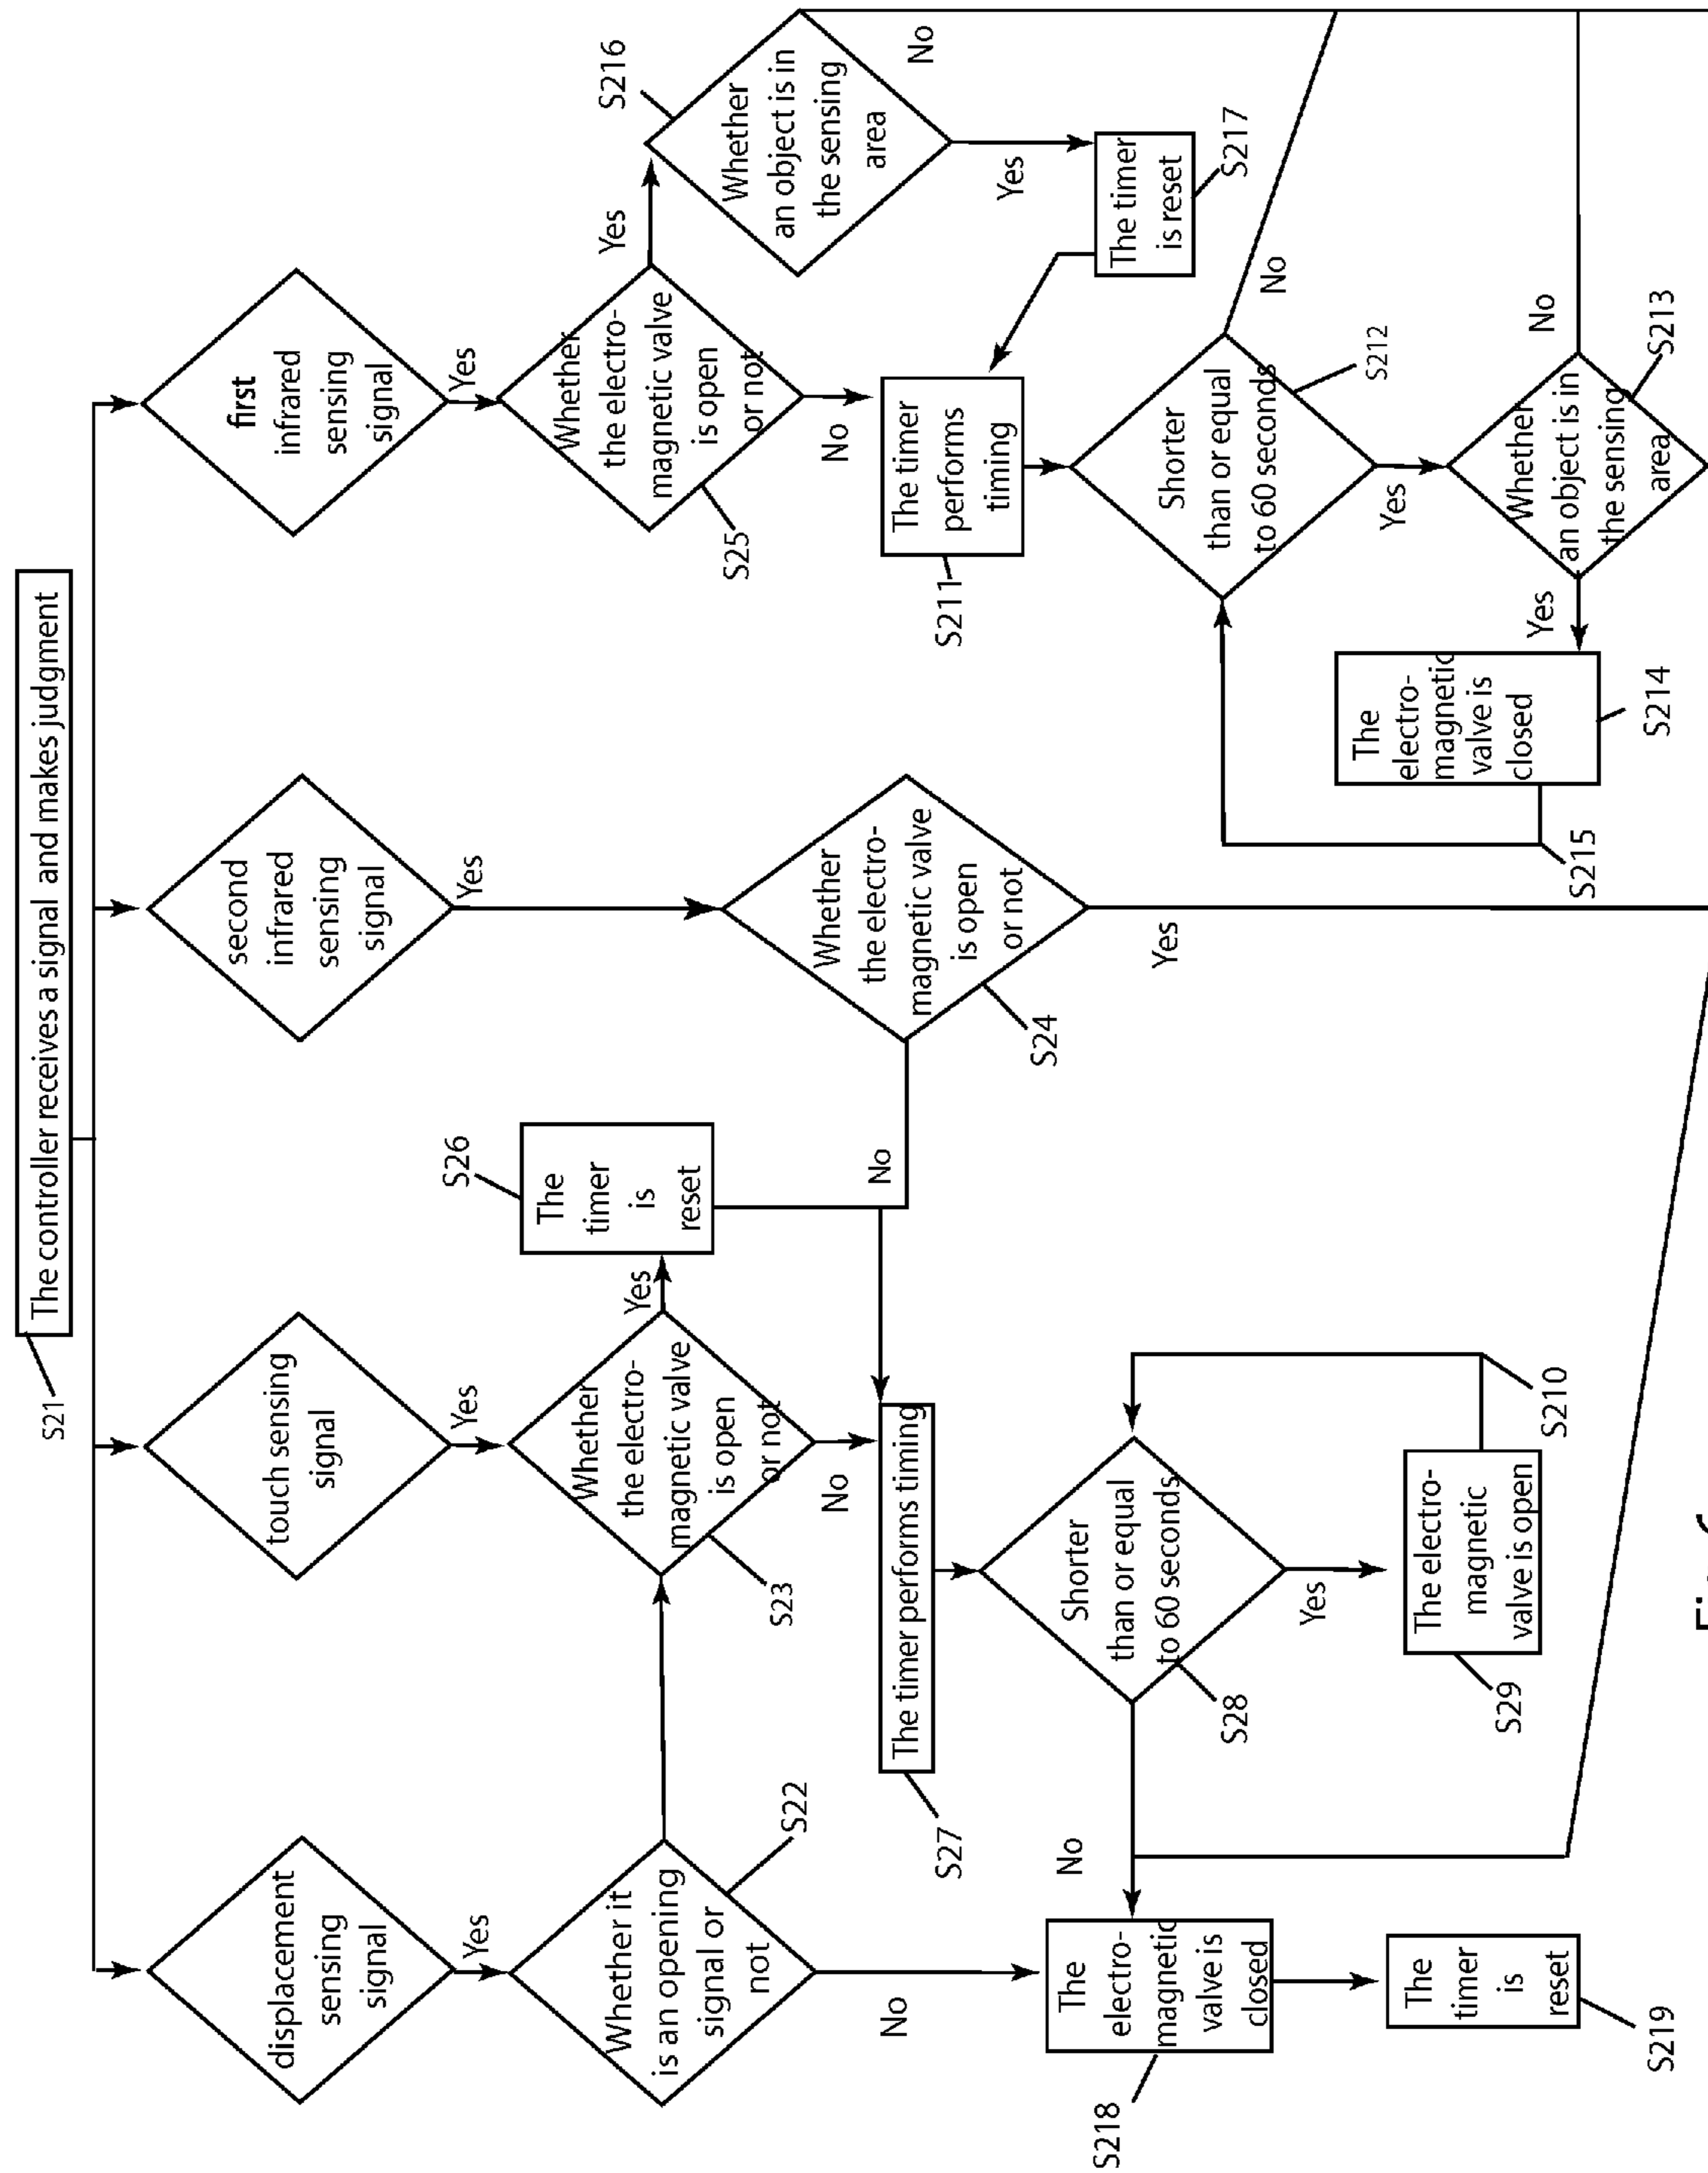 S21
The controller receives a signal and makes judgment
displacement
sensing
signal
Yes
touch sensing
signal
Yes
second
infrared
sensing
signal
Yes
first
infrared
sensing
signal
Yes
Whether it
is an opening
signal or
not
S22
No
Whether
the electro-
magnetic valve
is open
or not
S23
Yes
No
S26
The
timer
is
reset
Whether
the electro-
magnetic valve
is open
or not
S24
No
Yes
Whether
the electro-
magnetic valve
is open
or not
S25
Yes
No
S216
Whether
an object is in
the sensing
area
No
Yes
The timer
is reset
S217
The timer performs timing
S27
Shorter
than or equal
to 60 seconds
S28
No
Yes
The electro-
magnetic
valve is open
S29
S210
The timer
performs
timing
S211
Shorter
than or equal
to 60 seconds
S212
No
Yes
Whether
an object is in
the sensing
area
S213
No
Yes
The
electro-
magnetic
valve is
closed
S214
S215
The
electro-
magnetic
valve is
closed
S218
The
timer
is
reset
S219